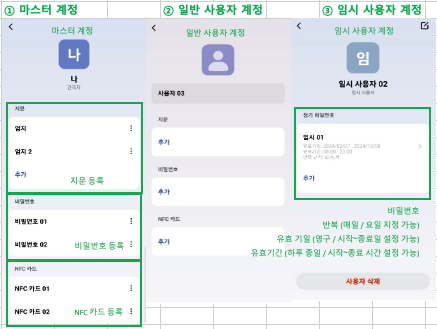 ① 마스터 계정
② 일반 사용자 계정
③ 임시 사용자 계정
마스터 계정
나
나
관리자
지문
엄지
엄지 2
추가
지문 등록
비밀번호
비밀번호 01
비밀번호 02
비밀번호 등록
NFC 카드
NFC 카드 01
NFC 카드 02
NFC 카드 등록
일반 사용자 계정
사용자 03
지문
추가
비밀번호
추가
NFC 카드
추가
임시 사용자 계정
임
임시 사용자 02
임시 사용자
정기 비밀번호
임시 01
추가
비밀번호
반복 (매일 / 요일 지정 가능)
유효 기일 (영구 / 시작~종료일 설정 가능)
유효기간 (하루 종일 / 시작~종료 시간 설정 가능)
사용자 삭제